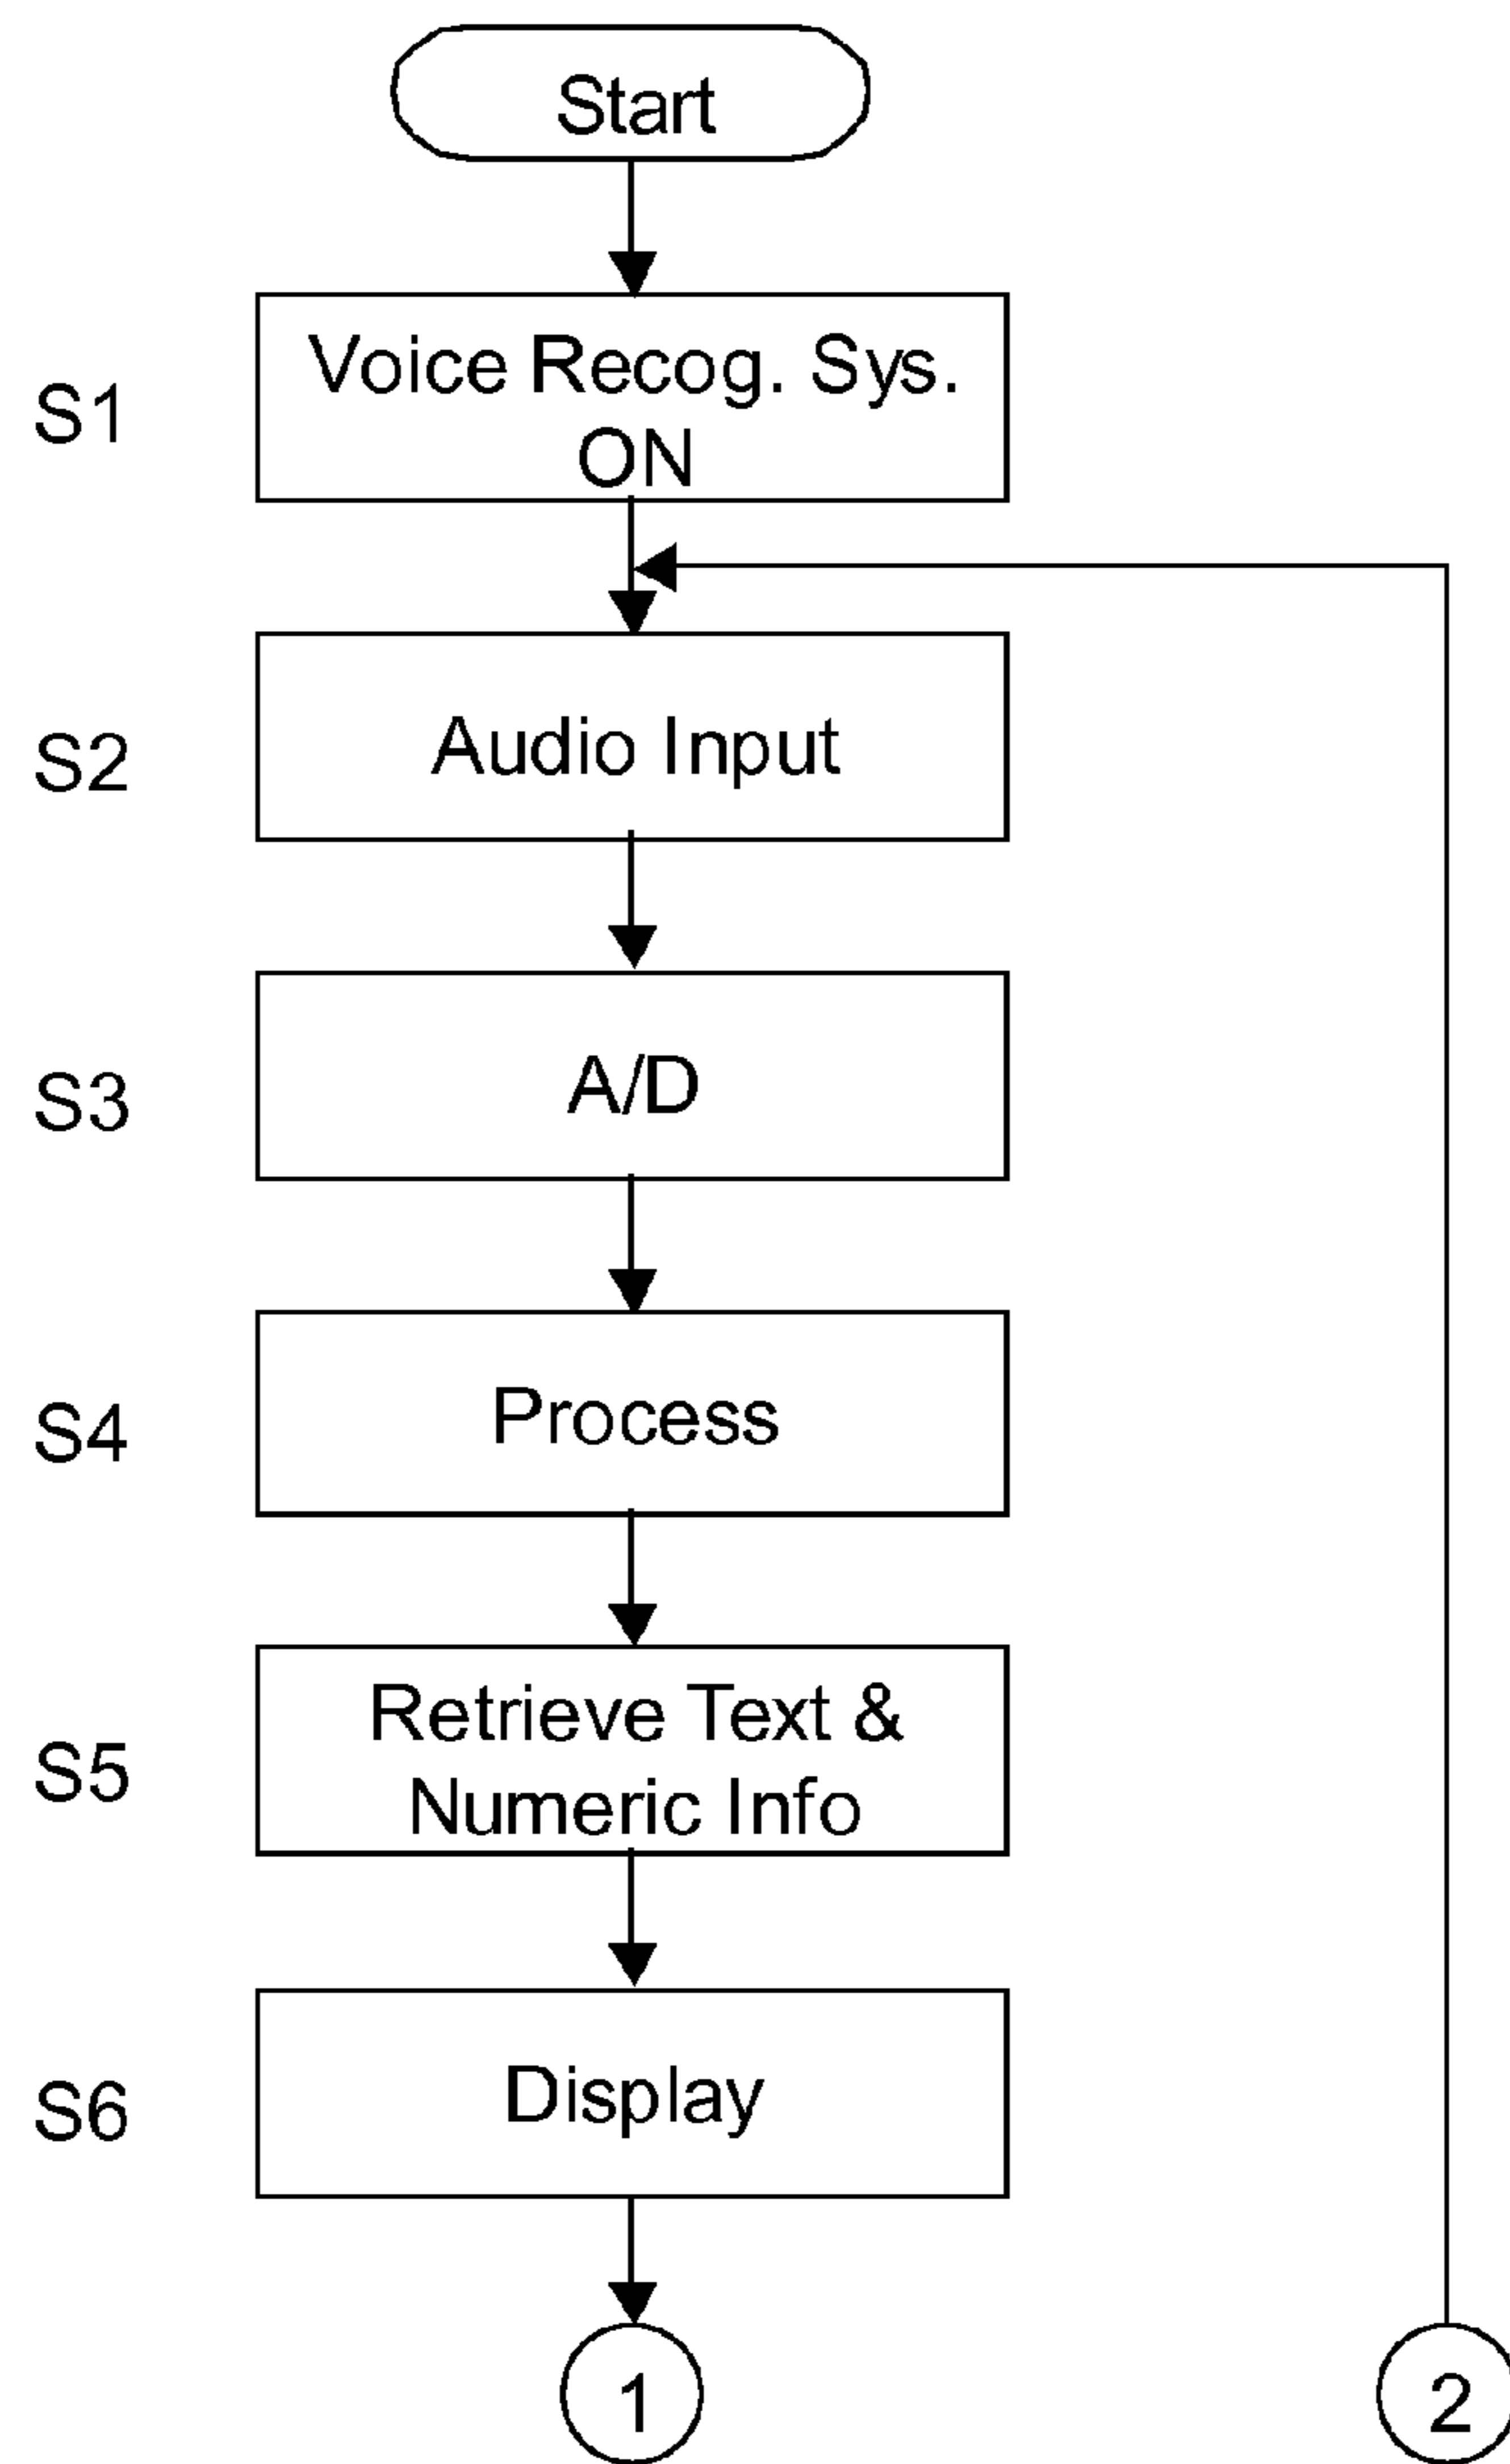 Start
S1
Voice Recog. Sys.
ON
S2
Audio Input
S3
A/D
S4
Process
S5
Retrieve Text &
Numeric Info
S6
Display
1
2